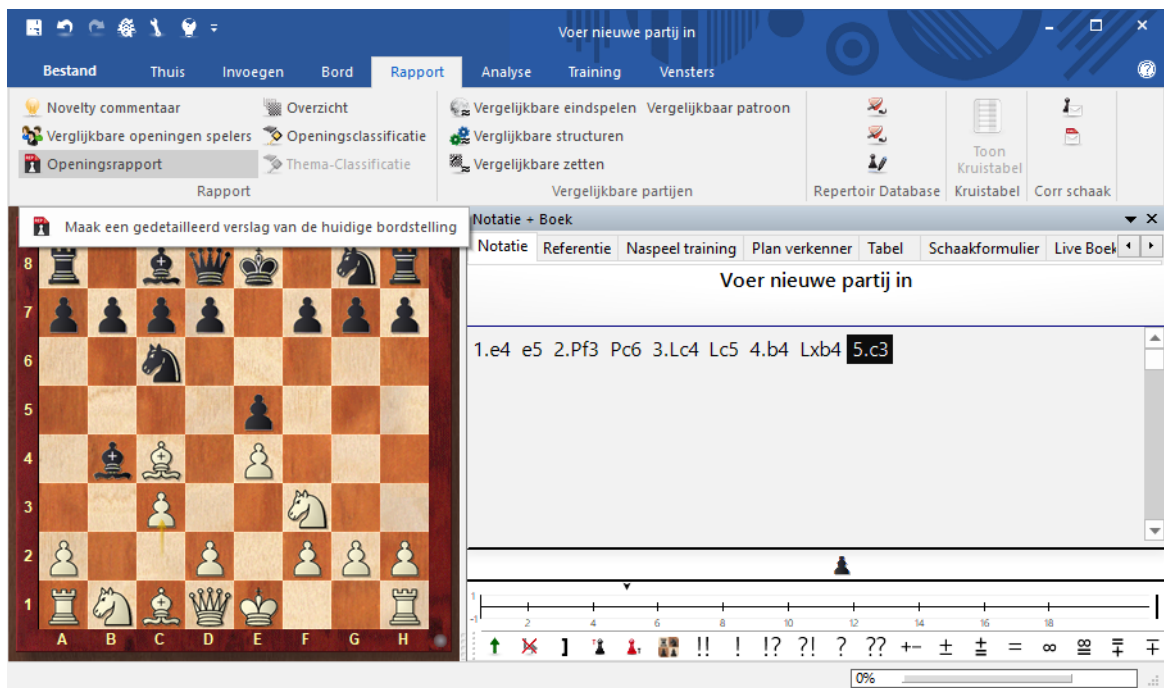 Voer nieuwe partij in
Bestand Thuis Invoegen Bord Rapport Analyse Training Vensters
Novelty commentaar Overzicht Vergelijkbare eindspelen Vergelijkbaar patroon
Verglijkbare openingen spelers Openingsclassificatie Verglijkbare structuren
Openingsrapport Thema-Classificatie Vergelijkbare zetten Toon Kruistabel
Rapport Vergelijkbare partijen Repertoir Database Kruistabel Corr schaak
Maak een gedetailleerd verslag van de huidige bordstelling
Notatie + Boek
Notatie Referentie Naspeel training Plan verkenner Tabel Schaakformulier Live Boek
Voer nieuwe partij in
1.e4 e5 2.Pf3 Pc6 3.Lc4 Lc5 4.b4 Lxb4 5.c3
8
7
6
5
4
3
2
1
A B C D E F G H
1
-1
2 4 6 8 10 12 14 16 18
] !! ! !? ?! ? ?? +− ± ⩲ = ∞ ⯹ ∓ ⩱
0%